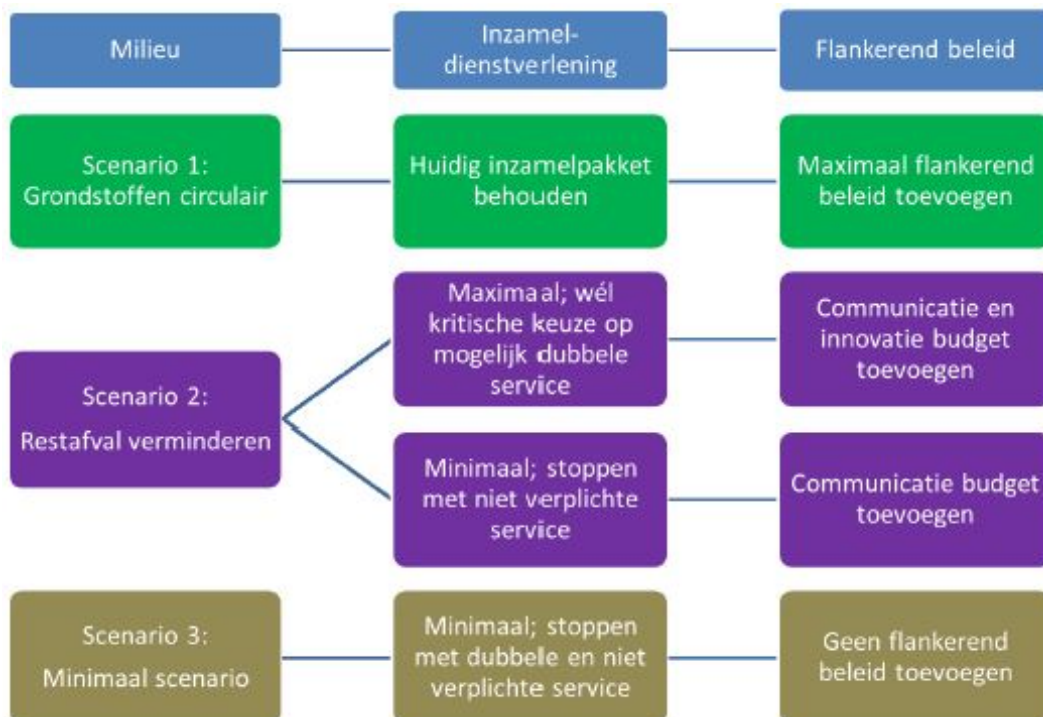 Milieu
Inzamel-
dienstverlening
Flankerend beleid
Scenario 1:
Grondstoffen circulair
Huidig inzamelpakket
behouden
Maximaal flankerend
beleid toevoegen
Scenario 2:
Restafval verminderen
Maximaal; wél
kritische keuze op
mogelijk dubbele
service
Communicatie en
innovatie budget
toevoegen
Minimaal; stoppen
met niet verplichte
service
Communicatie budget
toevoegen
Scenario 3:
Minimaal scenario
Minimaal; stoppen
met dubbele en niet
verplichte service
Geen flankerend
beleid toevoegen